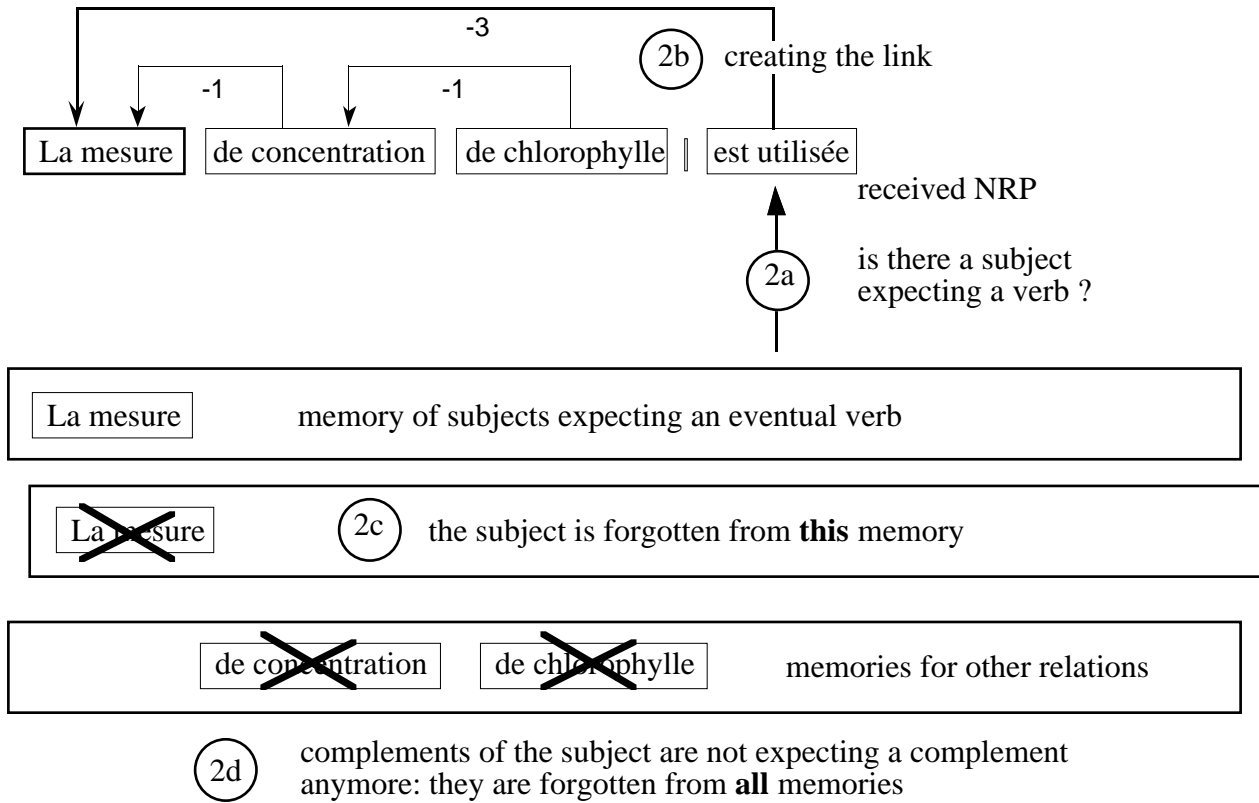 -3
2b creating the link
-1 -1
La mesure de concentration de chlorophylle est utilisée
received NRP
2a is there a subject
expecting a verb ?
La mesure memory of subjects expecting an eventual verb
La mesure 2c the subject is forgotten from this memory
de concentration de chlorophylle memories for other relations
2d complements of the subject are not expecting a complement
anymore: they are forgotten from all memories